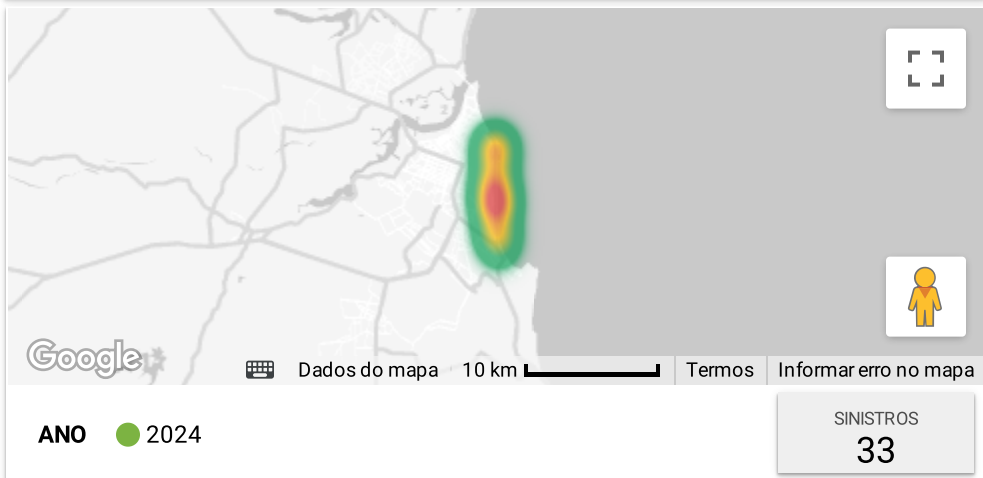 Google
Dados do mapa
10 km
Termos
Informar erro no mapa
ANO
2024
SINISTROS
33